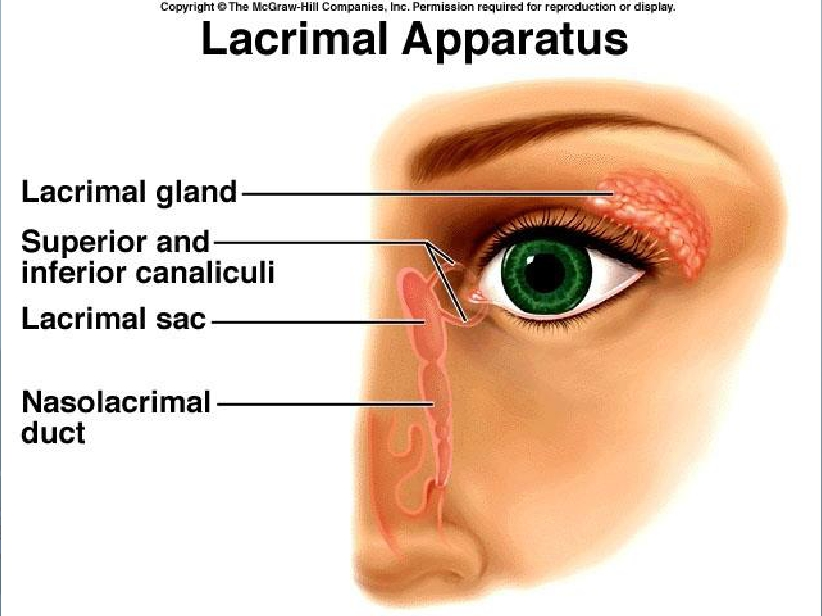 Copyright © The McGraw-Hill Companies, Inc. Permission required for reproduction or display.
Lacrimal Apparatus
Lacrimal gland
Superior and
inferior canaliculi
Lacrimal sac
Nasolacrimal
duct